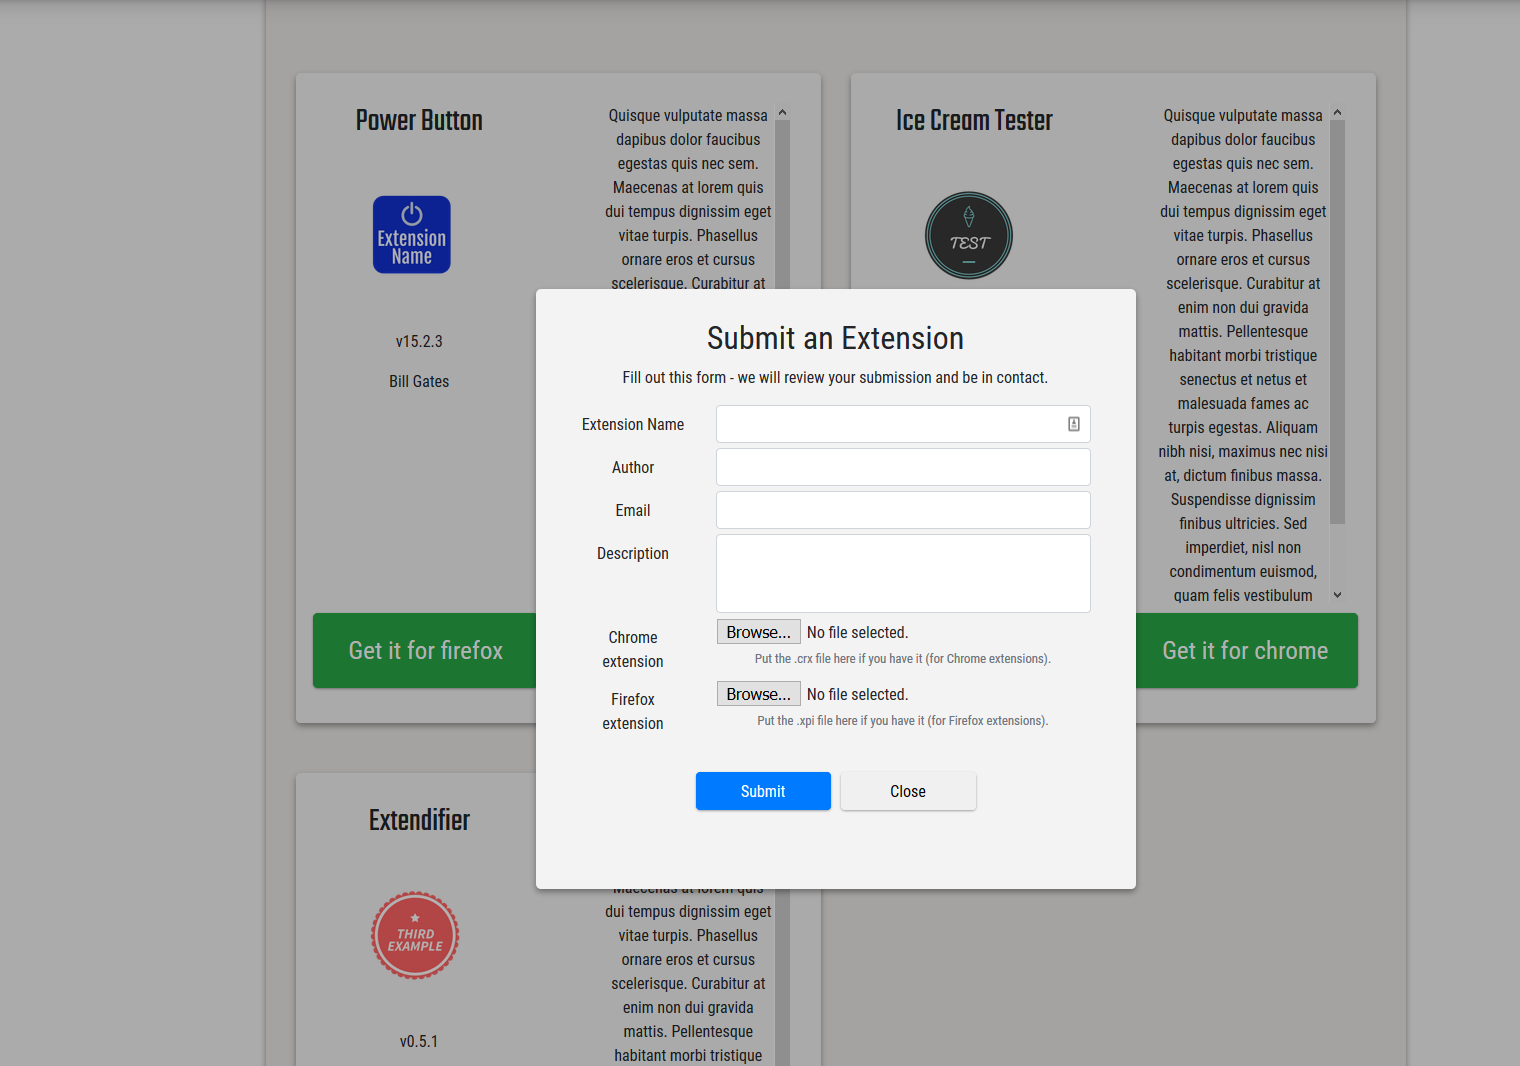 Power Button
Extension
Name
v15.2.3
Bill Gates
Quisque vulputate massa
dapibus dolor faucibus
egestas quis nec sem.
Maecenas at lorem quis
dui tempus dignissim eget
vitae turpis. Phasellus
ornare eros et cursus
scelerisque. Curabitur at
Get it for firefox
Ice Cream Tester
TEST
Quisque vulputate massa
dapibus dolor faucibus
egestas quis nec sem.
Maecenas at lorem quis
dui tempus dignissim eget
vitae turpis. Phasellus
ornare eros et cursus
scelerisque. Curabitur at
enim non dui gravida
mattis. Pellentesque
habitant morbi tristique
senectus et netus et
malesuada fames ac
turpis egestas. Aliquam
nibh nisi, maximus nec nisi
at, dictum finibus massa.
Suspendisse dignissim
finibus ultricies. Sed
imperdiet, nisl non
condimentum euismod,
quam felis vestibulum
Get it for chrome
Submit an Extension
Fill out this form - we will review your submission and be in contact.
Extension Name
Author
Email
Description
Chrome
extension
Browse... No file selected.
Put the .crx file here if you have it (for Chrome extensions).
Firefox
extension
Browse... No file selected.
Put the .xpi file here if you have it (for Firefox extensions).
Submit
Close
Extendifier
THIRD
EXAMPLE
v0.5.1
Maecenas at lorem quis
dui tempus dignissim eget
vitae turpis. Phasellus
ornare eros et cursus
scelerisque. Curabitur at
enim non dui gravida
mattis. Pellentesque
habitant morbi tristique